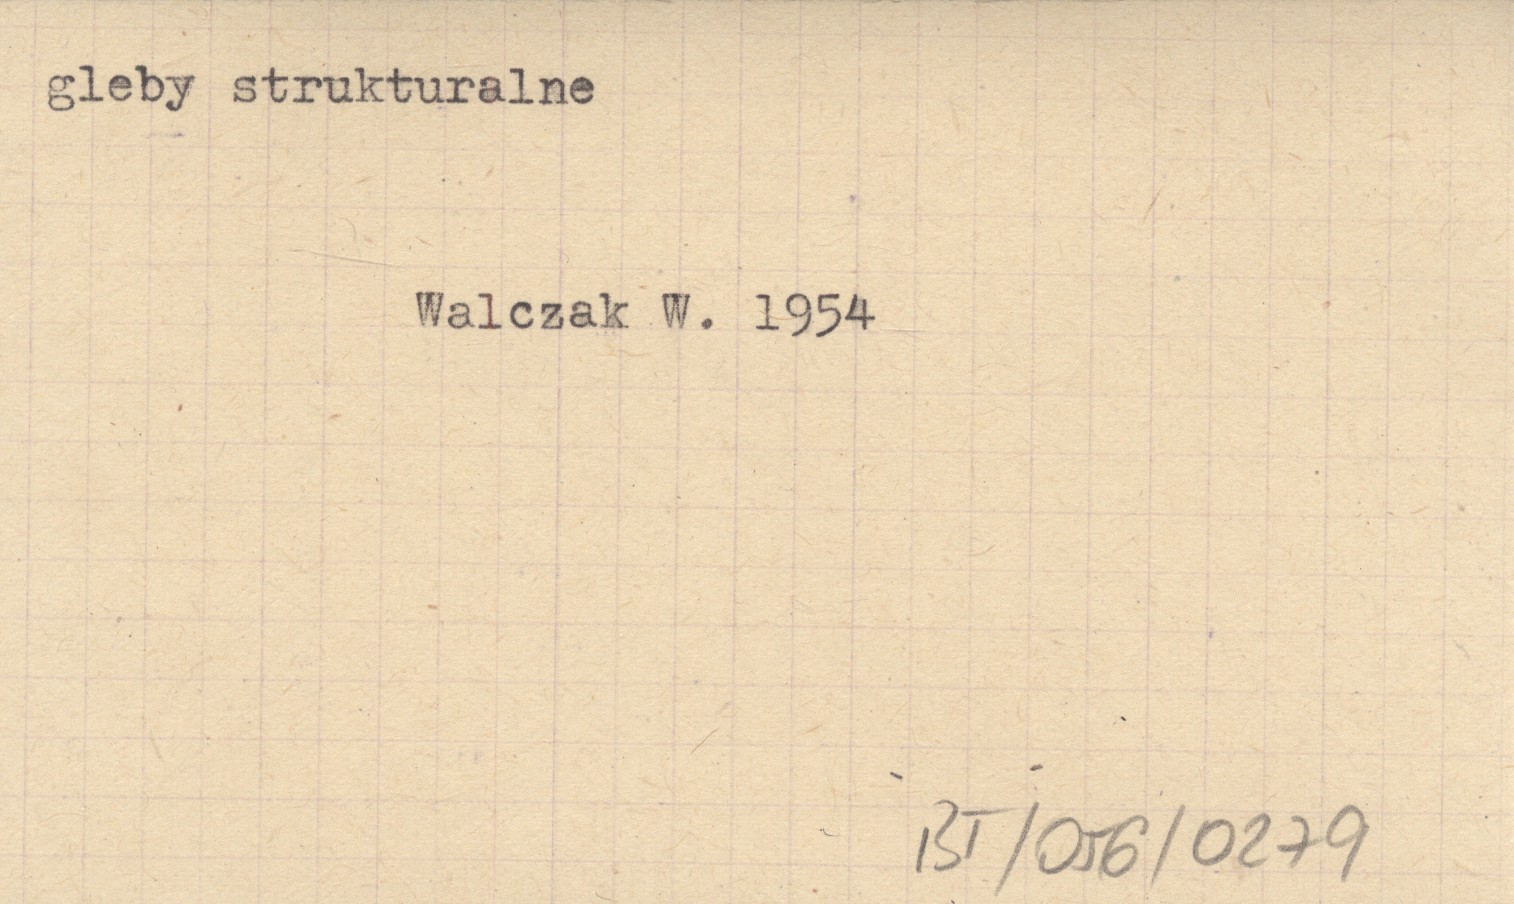 gleby strukturalne
Walczak W. 1954
BT/056/0279